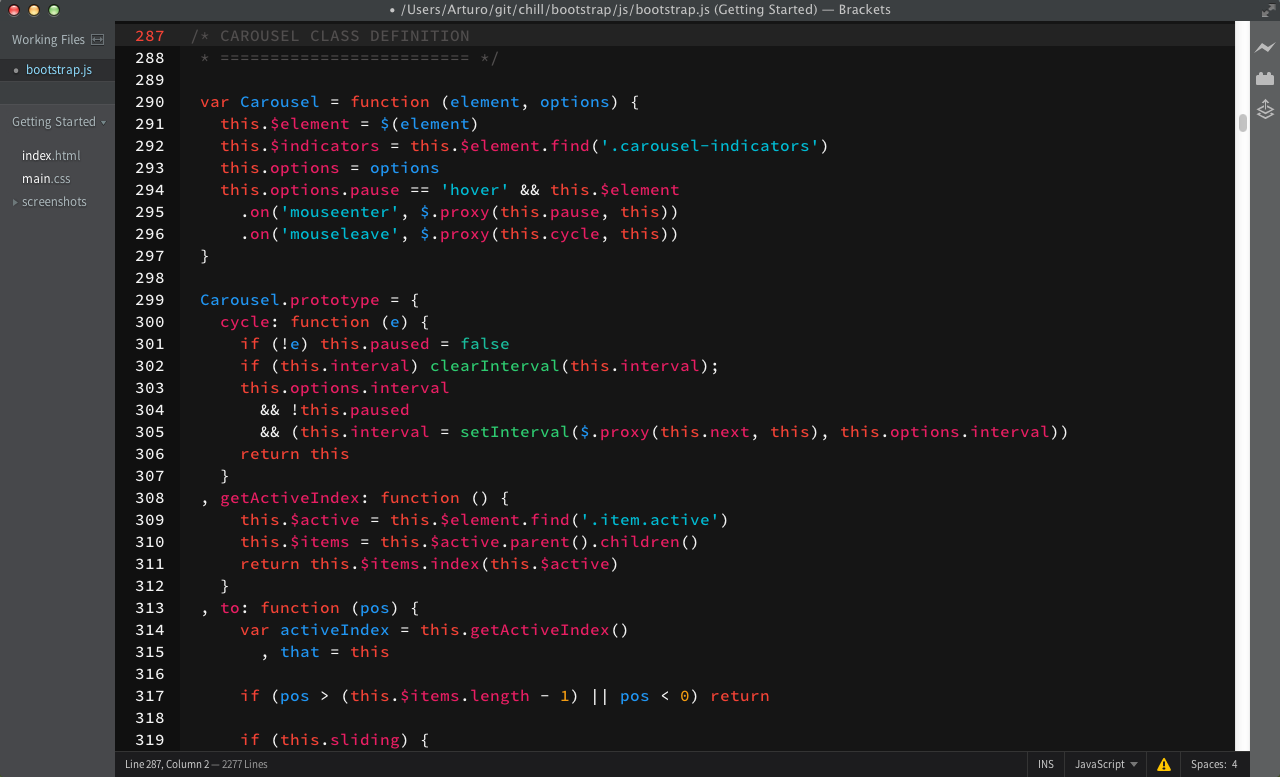 • /Users/Arturo/git/chill/bootstrap/js/bootstrap.js (Getting Started) — Brackets
Working Files
• bootstrap.js
Getting Started
index.html
main.css
screenshots
287 /* CAROUSEL CLASS DEFINITION
288  * ========================= */
289
290  var Carousel = function (element, options) {
291    this.$element = $(element)
292    this.$indicators = this.$element.find('.carousel-indicators')
293    this.options = options
294    this.options.pause == 'hover' && this.$element
295      .on('mouseenter', $.proxy(this.pause, this))
296      .on('mouseleave', $.proxy(this.cycle, this))
297  }
298
299  Carousel.prototype = {
300    cycle: function (e) {
301      if (!e) this.paused = false
302      if (this.interval) clearInterval(this.interval);
303      this.options.interval
304        && !this.paused
305        && (this.interval = setInterval($.proxy(this.next, this), this.options.interval))
306      return this
307    }
308  , getActiveIndex: function () {
309      this.$active = this.$element.find('.item.active')
310      this.$items = this.$active.parent().children()
311      return this.$items.index(this.$active)
312    }
313  , to: function (pos) {
314      var activeIndex = this.getActiveIndex()
315        , that = this
316
317      if (pos > (this.$items.length - 1) || pos < 0) return
318
319      if (this.sliding) {
Line 287, Column 2 — 2277 Lines
INS
JavaScript
Spaces: 4